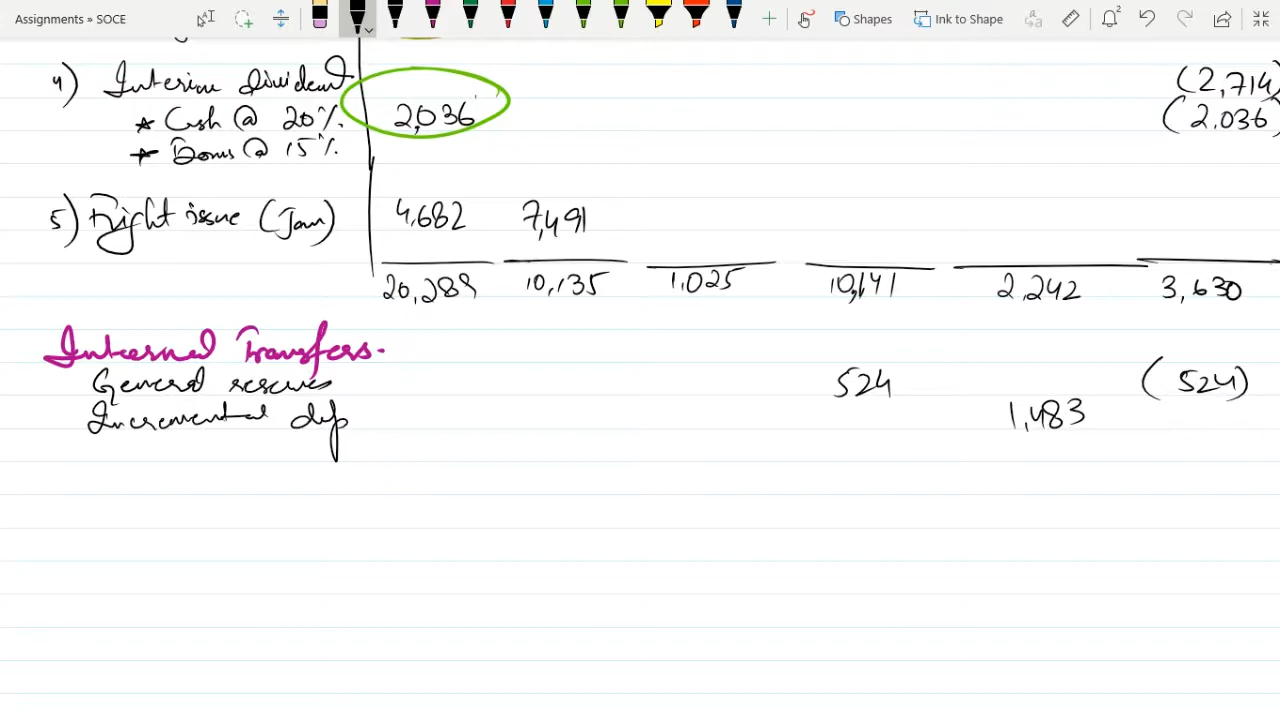 Assignments » SOCE
Shapes
Ink to Shape
2
4) Interim Dividend (2,714
* Cash @ 20% 2,036 (2,036
* Bonus @ 15%
5) Right issue (Jan) 4,682 7,491
20,289 10,135 1,025 10,141 2,242 3,630
Internal Transfers.
General reserves 524 (524)
Incremental dep 1,483